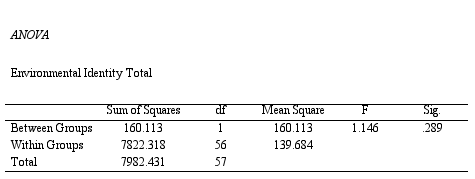 ANOVA
Environmental Identity Total
Sum of Squares df Mean Square F Sig.
Between Groups 160.113 1 160.113 1.146 .289
Within Groups 7822.318 56 139.684
Total 7982.431 57